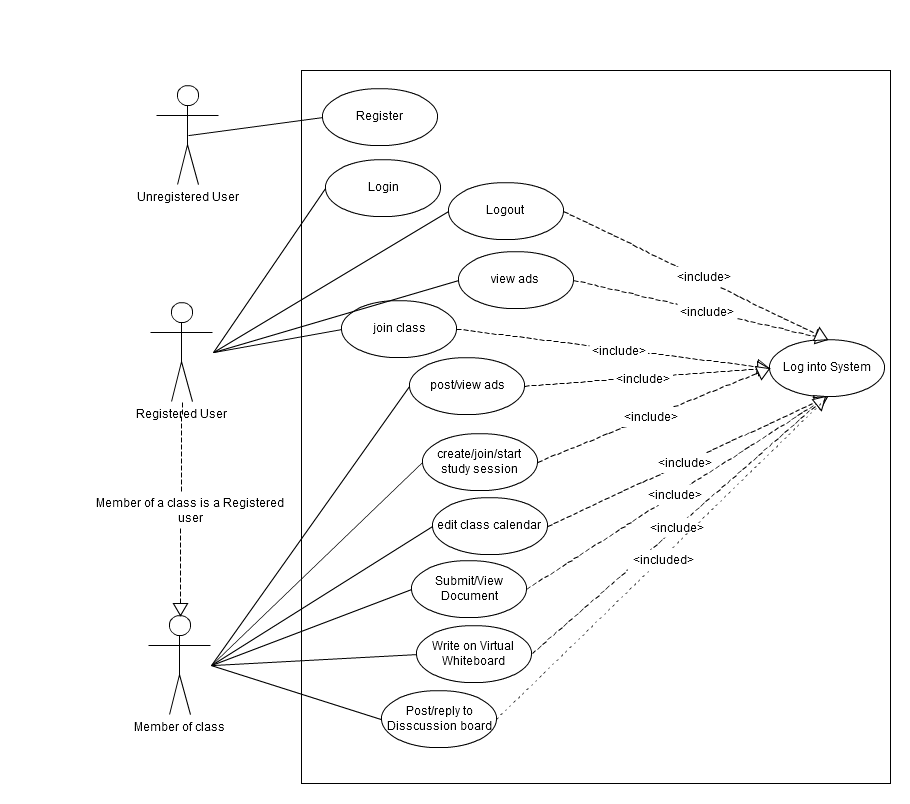 Register
Unregistered User
Login
Logout
<include>
view ads
<include>
join class
<include>
Log into System
post/view ads
<include>
Registered User
<include>
create/join/start
study session
<include>
Member of a class is a Registered
user
<include>
edit class calendar
<include>
Submit/View
Document
<included>
Write on Virtual
Whiteboard
Post/reply to
Disscussion board
Member of class